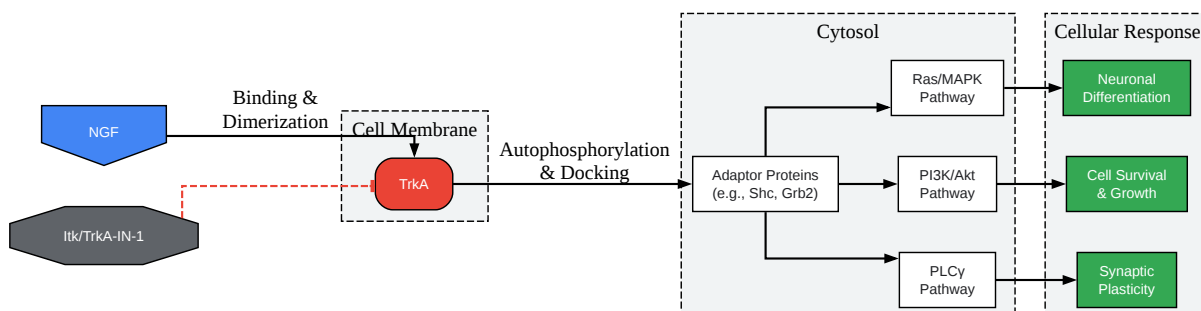 Cytosol
Cellular Response
Ras/MAPK
Pathway
Neuronal
Differentiation
Binding &
Dimerization
NGF
Cell Membrane
Autophosphorylation
& Docking
TrkA
Adaptor Proteins
(e.g., Shc, Grb2)
PI3K/Akt
Pathway
Cell Survival
& Growth
Itk/TrkA-IN-1
PLCγ
Pathway
Synaptic
Plasticity